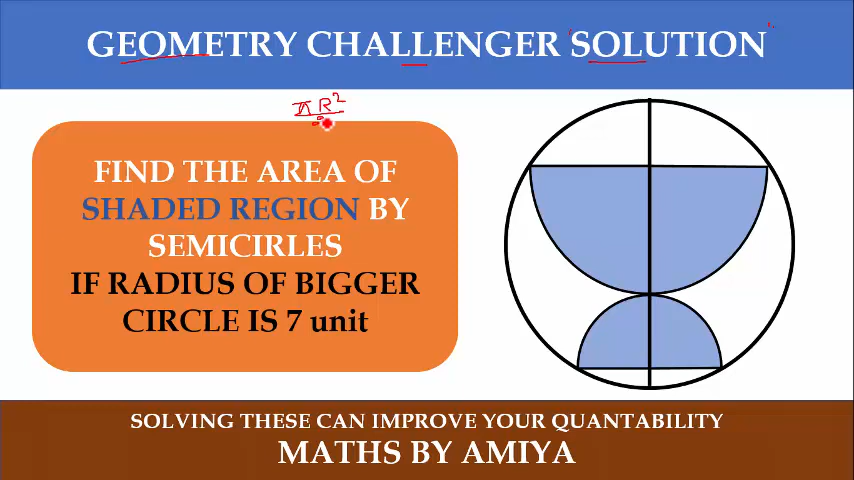 GEOMETRY CHALLENGER SOLUTION
π R²
FIND THE AREA OF
SHADED REGION BY
SEMICIRLES
IF RADIUS OF BIGGER
CIRCLE IS 7 unit
SOLVING THESE CAN IMPROVE YOUR QUANTABILITY
MATHS BY AMIYA